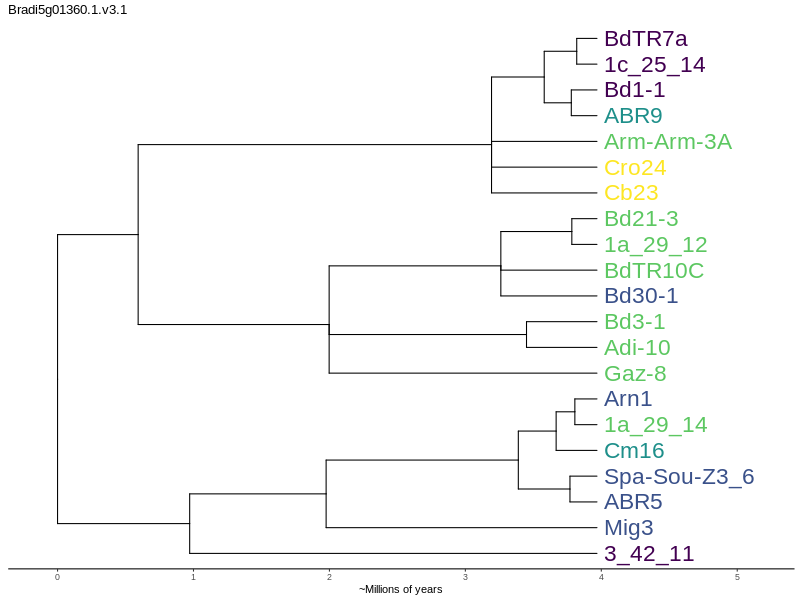 Bradi5g01360.1.v3.1
BdTR7a
1c_25_14
Bd1-1
ABR9
Arm-Arm-3A
Cro24
Cb23
Bd21-3
1a_29_12
BdTR10C
Bd30-1
Bd3-1
Adi-10
Gaz-8
Arn1
1a_29_14
Cm16
Spa-Sou-Z3_6
ABR5
Mig3
3_42_11
0 1 2 3 4 5
~Millions of years